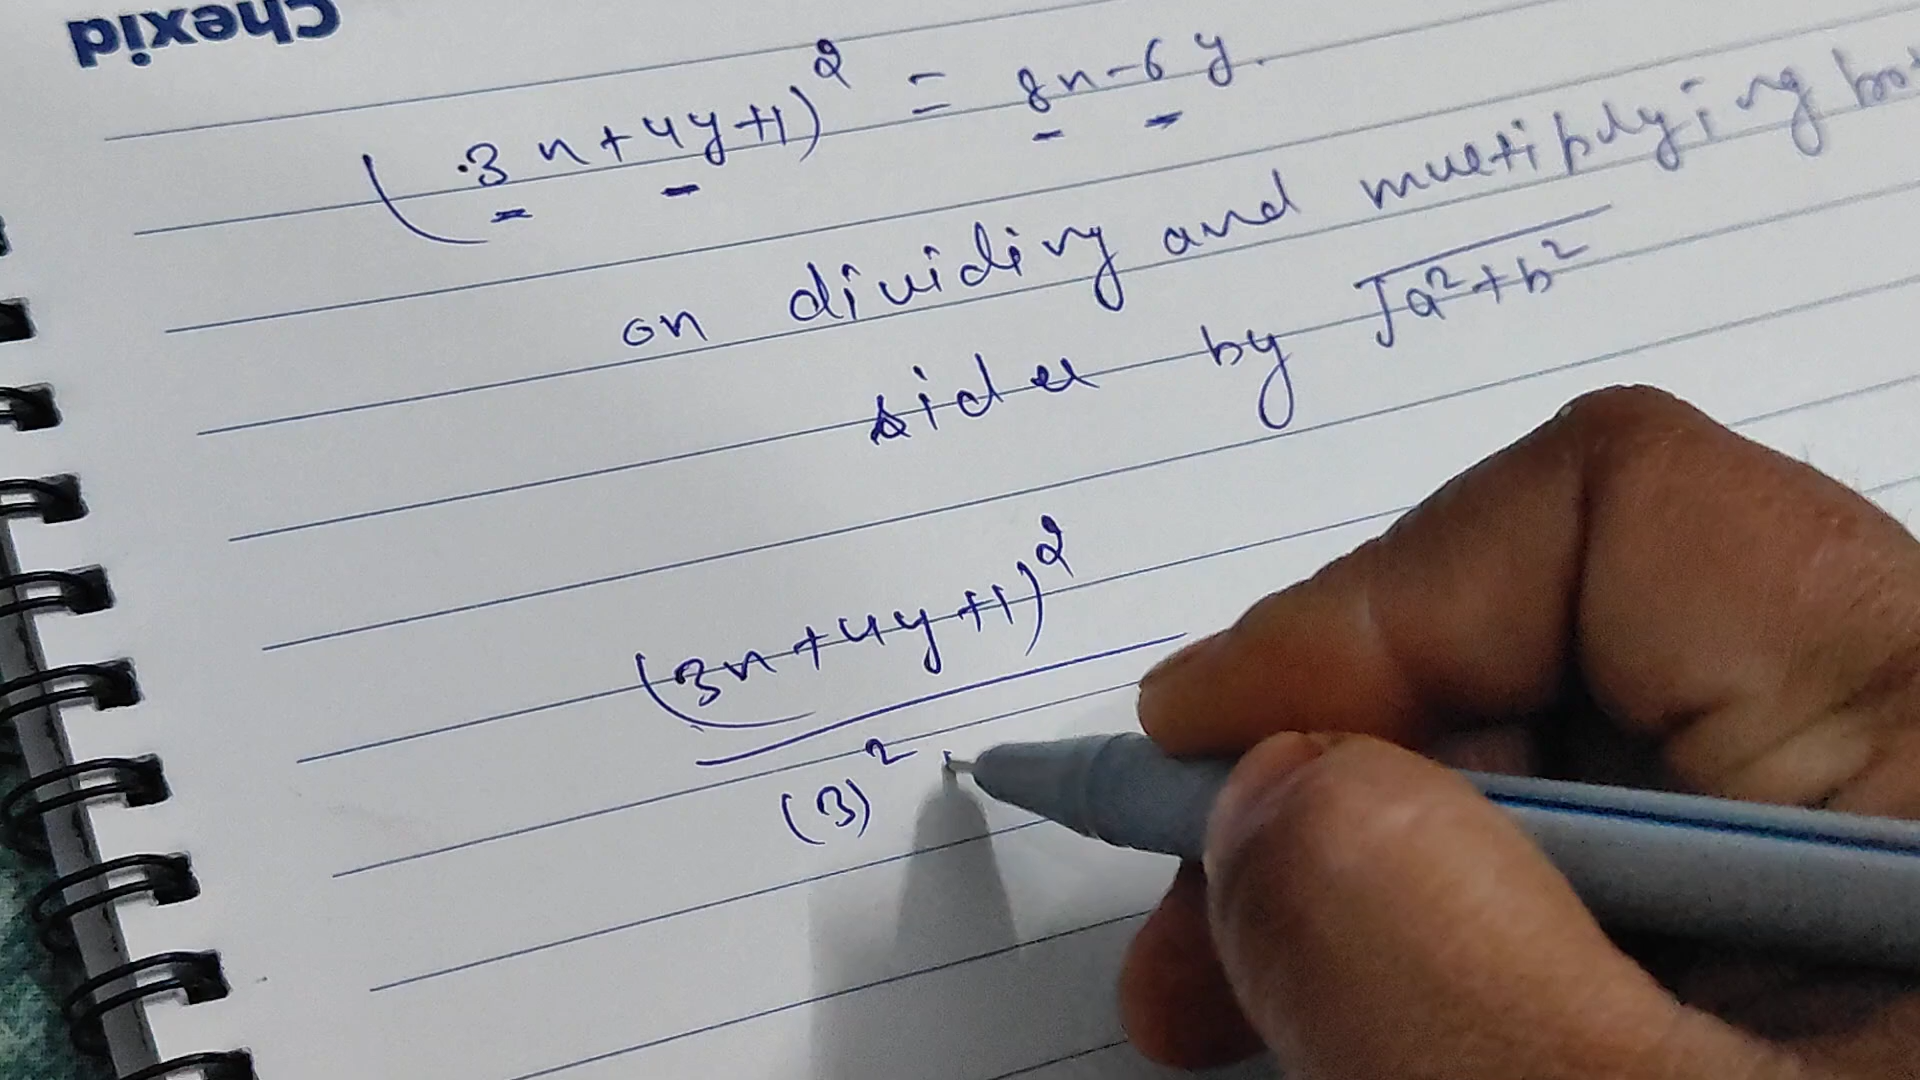 Chexid
(3x+4y+1)² = 8x-6y.
on dividing and multiplying
sides by √a²+b²
(3x+4y+1)²
(3)²